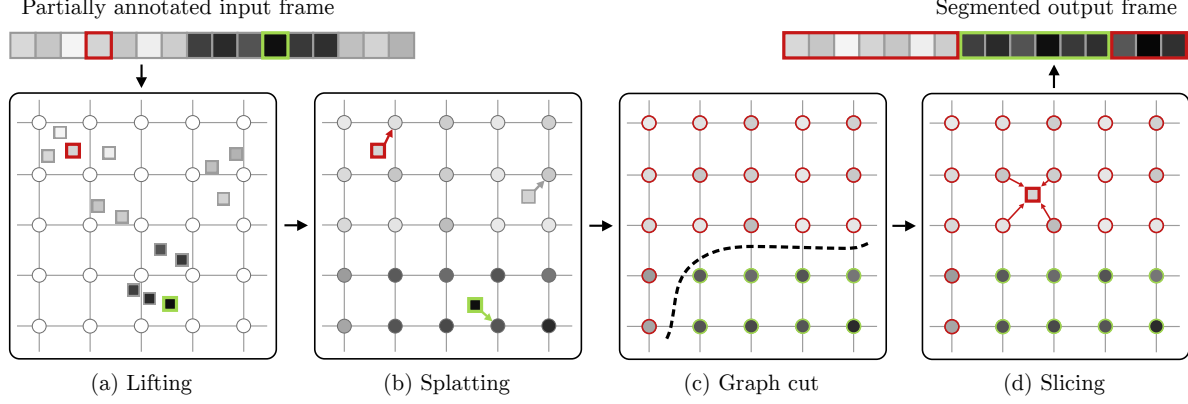 Partially annotated input frame
Segmented output frame
(a) Lifting
(b) Splatting
(c) Graph cut
(d) Slicing